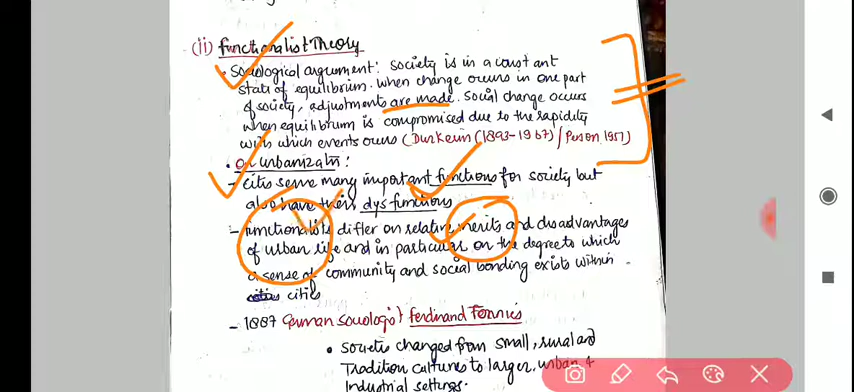 (ii) Functionalist Theory
• Sociological argument: society is in a constant
state of equilibrium. When change occurs in one part
of society, adjustments are made. Social change occurs
when equilibrium is compromised due to the rapidity
with which events occurs (Durkeim (1893-1967)/Person 1957)
• On urbanizatn:
- cities serve many important functions for society but
also have their dysfunctions
- Functionalists differ on relative merits and disadvantages
of urban life and in particular on the degree to which
a sense of community and social bonding exists within
cities
- 1887 German sociologist Ferdinand Tonnies
• Societies changed from small, rural and
Tradition cultures to larger, urban &
Industrial settings.